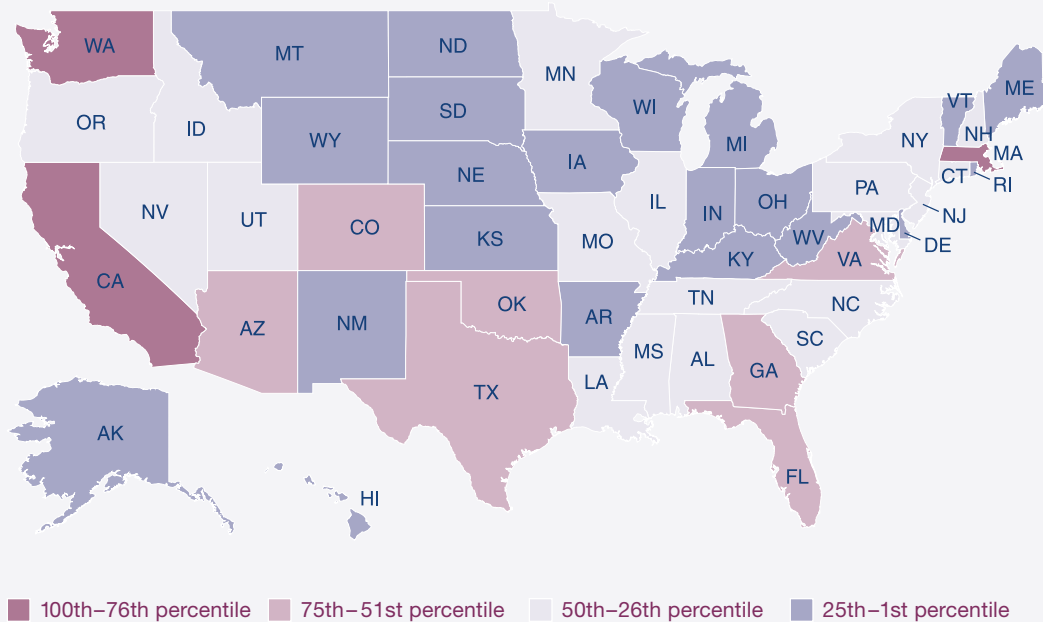 WA
MT
ND
MN
OR
ID
SD
WI
VT
ME
WY
MI
NY
NH
MA
NE
IA
CT
RI
PA
NV
UT
IL
IN
OH
NJ
CO
KS
MO
WV
MD
DE
KY
VA
CA
AZ
NM
OK
AR
TN
NC
SC
MS
AL
GA
TX
LA
AK
FL
HI
100th–76th percentile
75th–51st percentile
50th–26th percentile
25th–1st percentile